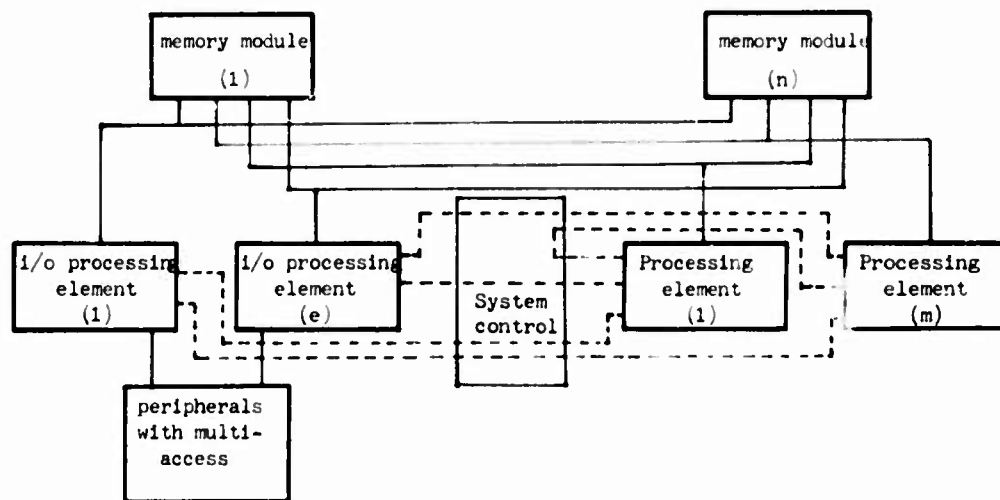 memory module
(1)
memory module
(n)
i/o processing
element
(1)
i/o processing
element
(e)
System
control
Processing
element
(1)
Processing
element
(m)
peripherals
with multi-
access